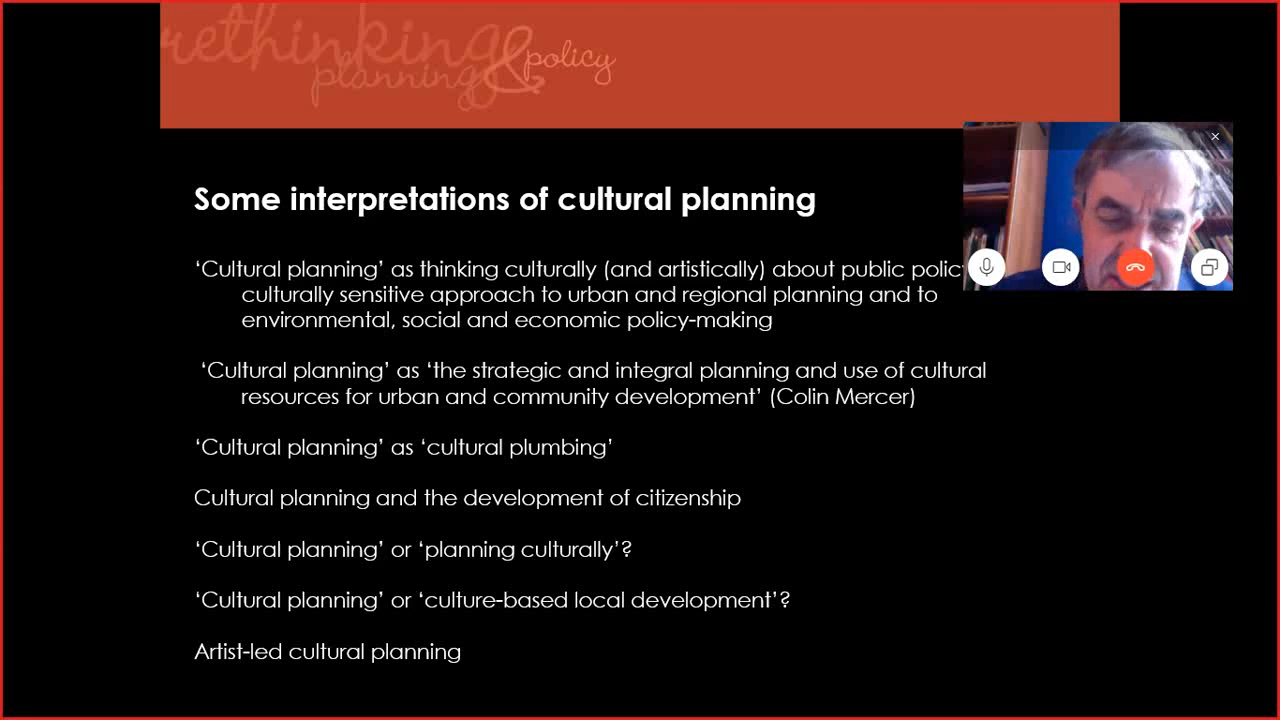 rethinking
planning & policy
Some interpretations of cultural planning
‘Cultural planning’ as thinking culturally (and artistically) about public policy
culturally sensitive approach to urban and regional planning and to
environmental, social and economic policy-making
‘Cultural planning’ as ‘the strategic and integral planning and use of cultural
resources for urban and community development’ (Colin Mercer)
‘Cultural planning’ as ‘cultural plumbing’
Cultural planning and the development of citizenship
‘Cultural planning’ or ‘planning culturally’?
‘Cultural planning’ or ‘culture-based local development’?
Artist-led cultural planning